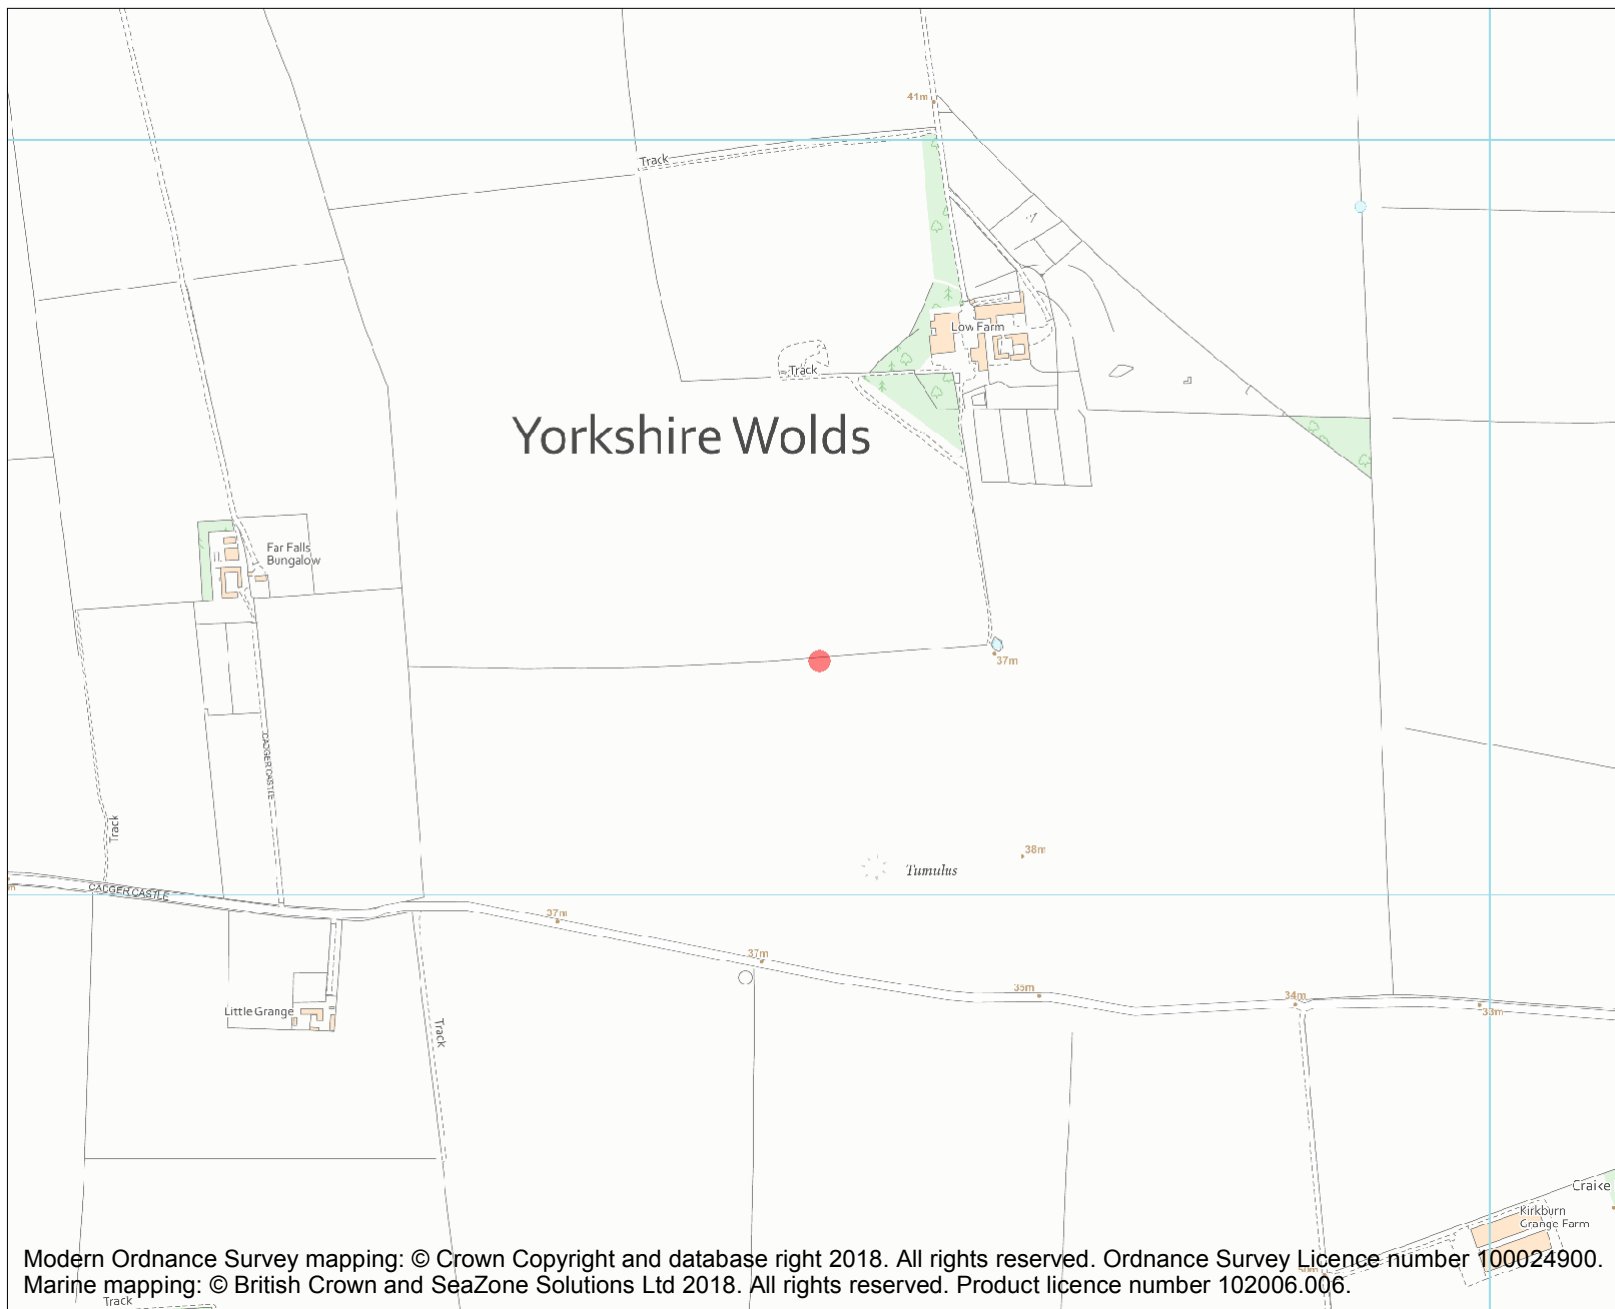 41m
Track
Low Farm
Track
Yorkshire Wolds
Far Falls
Bungalow
37m
CADGER CASTLE
Track
38m
Tumulus
CADGER CASTLE
m
37m
37m
35m
34m
33m
Little Grange
Track
Craike
Kirkburn
Grange Farm
Modern Ordnance Survey mapping: © Crown Copyright and database right 2018. All rights reserved. Ordnance Survey Licence number 100024900.
Marine mapping: © British Crown and SeaZone Solutions Ltd 2018. All rights reserved. Product licence number 102006.006.
Track